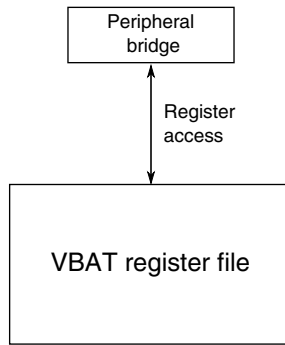 Peripheral
bridge
Register
access
VBAT register file